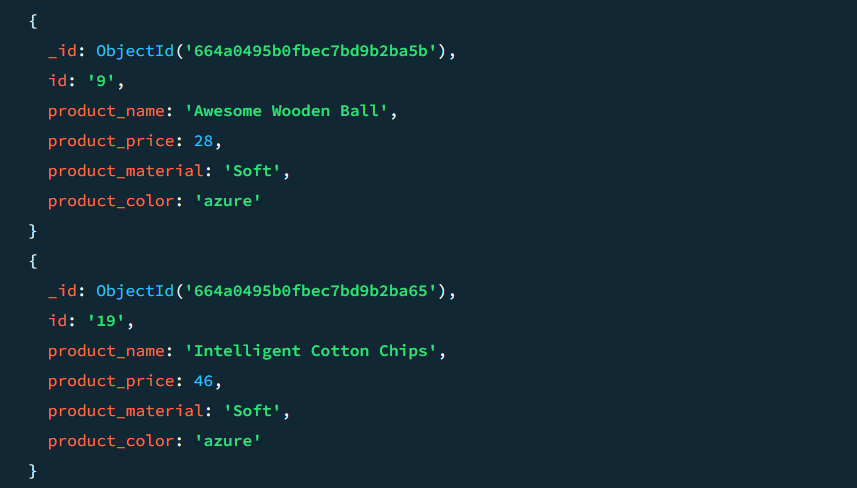 {
_id: ObjectId('664a0495b0fbec7bd9b2ba5b'),
id: '9',
product_name: 'Awesome Wooden Ball',
product_price: 28,
product_material: 'Soft',
product_color: 'azure'
}
{
_id: ObjectId('664a0495b0fbec7bd9b2ba65'),
id: '19',
product_name: 'Intelligent Cotton Chips',
product_price: 46,
product_material: 'Soft',
product_color: 'azure'
}